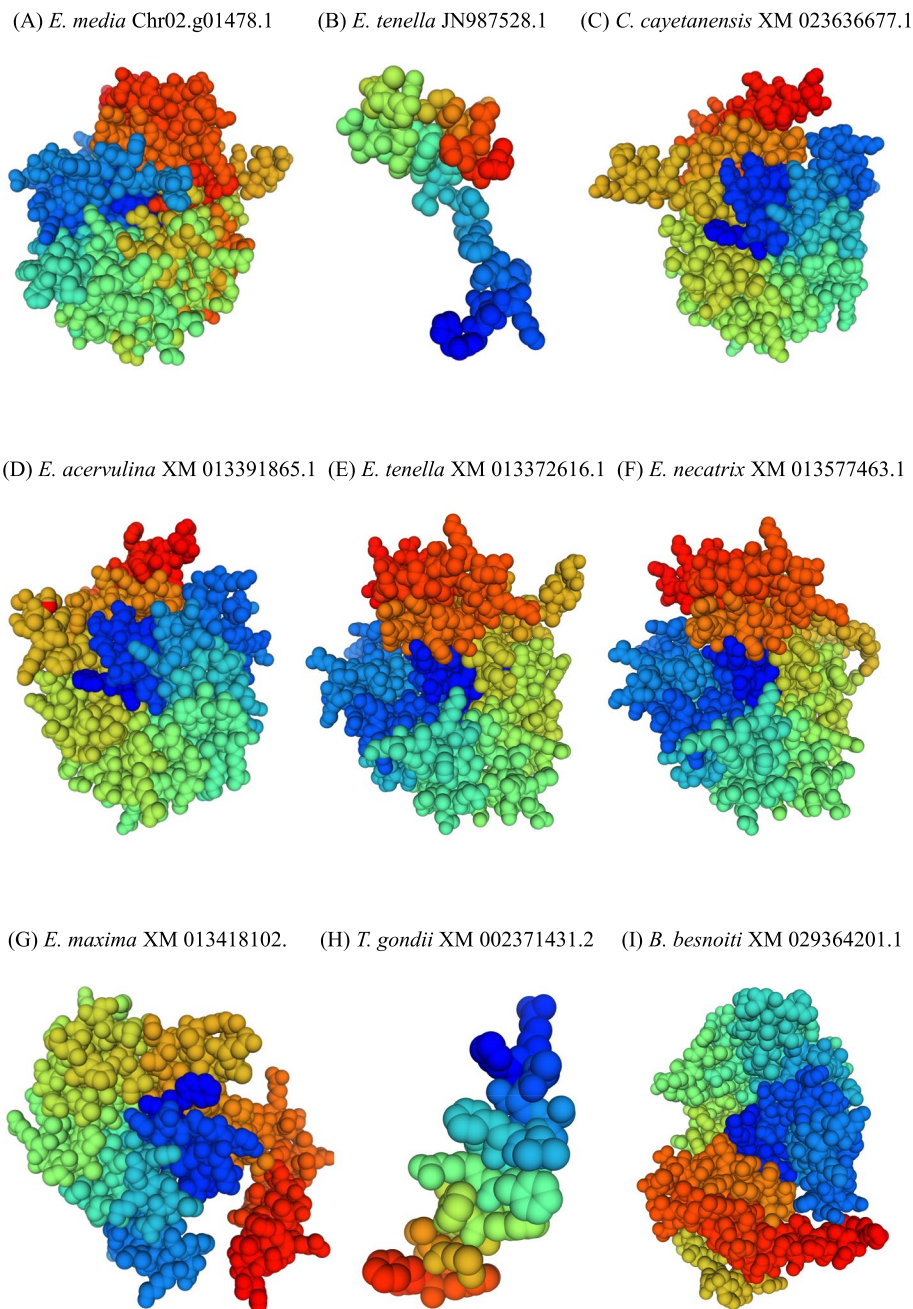 (A) E. media Chr02.g01478.1 (B) E. tenella JN987528.1 (C) C. cayetanensis XM 023636677.1
(D) E. acervulina XM 013391865.1 (E) E. tenella XM 013372616.1 (F) E. necatrix XM 013577463.1
(G) E. maxima XM 013418102. (H) T. gondii XM 002371431.2 (I) B. besnoiti XM 029364201.1